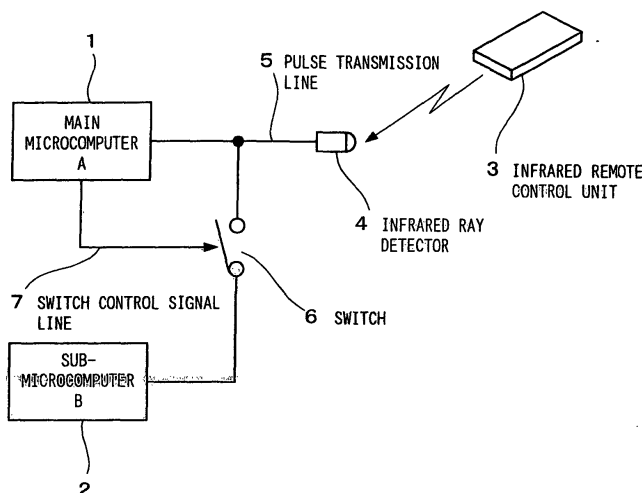 1
5 PULSE TRANSMISSION
LINE
MAIN
MICROCOMPUTER
A
3 INFRARED REMOTE
CONTROL UNIT
4 INFRARED RAY
DETECTOR
7 SWITCH CONTROL SIGNAL
LINE
6 SWITCH
SUB-
MICROCOMPUTER
B
2